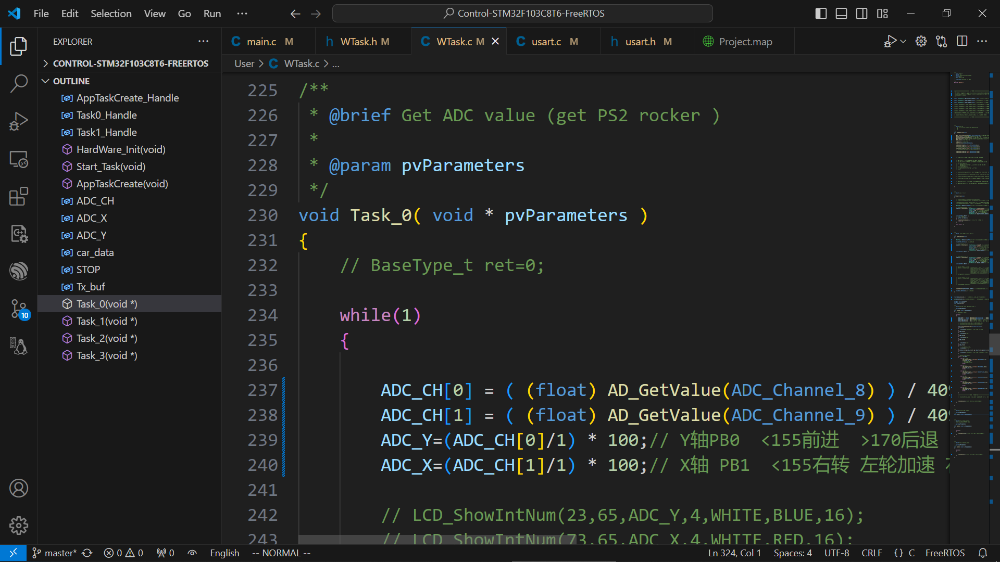 File Edit Selection View Go Run ···
Control-STM32F103C8T6-FreeRTOS
EXPLORER
CONTROL-STM32F103C8T6-FREERTOS
OUTLINE
AppTaskCreate_Handle
Task0_Handle
Task1_Handle
HardWare_Init(void)
Start_Task(void)
AppTaskCreate(void)
ADC_CH
ADC_X
ADC_Y
car_data
STOP
Tx_buf
Task_0(void *)
Task_1(void *)
Task_2(void *)
Task_3(void *)
10
C main.c M
h WTask.h M
C WTask.c M
C usart.c M
h usart.h M
Project.map
User > C WTask.c > ...
225 /**
226 * @brief Get ADC value (get PS2 rocker )
227 *
228 * @param pvParameters
229 */
230 void Task_0( void * pvParameters )
231 {
232 // BaseType_t ret=0;
233
234 while(1)
235 {
236
237 ADC_CH[0] = ( (float) AD_GetValue(ADC_Channel_8) ) / 40
238 ADC_CH[1] = ( (float) AD_GetValue(ADC_Channel_9) ) / 40
239 ADC_Y=(ADC_CH[0]/1) * 100;// Y轴PB0 <155前进 >170后退
240 ADC_X=(ADC_CH[1]/1) * 100;// X轴 PB1 <155右转 左轮加速
241
242 // LCD_ShowIntNum(23,65,ADC_Y,4,WHITE,BLUE,16);
243 // LCD_ShowIntNum(73,65,ADC_X,4,WHITE,RED,16);
master* 0 0 0 English -- NORMAL -- Ln 324, Col 1 Spaces: 4 UTF-8 CRLF {} C FreeRTOS